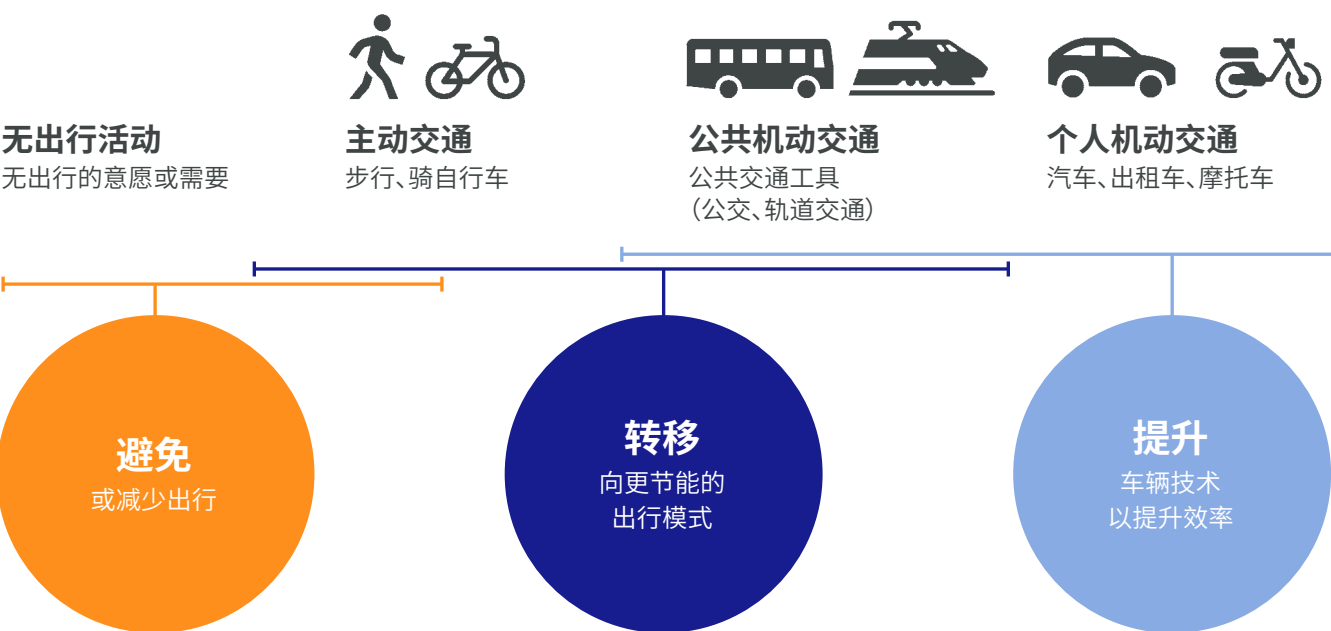 无出行活动
无出行的意愿或需要
主动交通
步行、骑自行车
公共机动交通
公共交通工具
（公交、轨道交通）
个人机动交通
汽车、出租车、摩托车
避免
或减少出行
转移
向更节能的
出行模式
提升
车辆技术
以提升效率